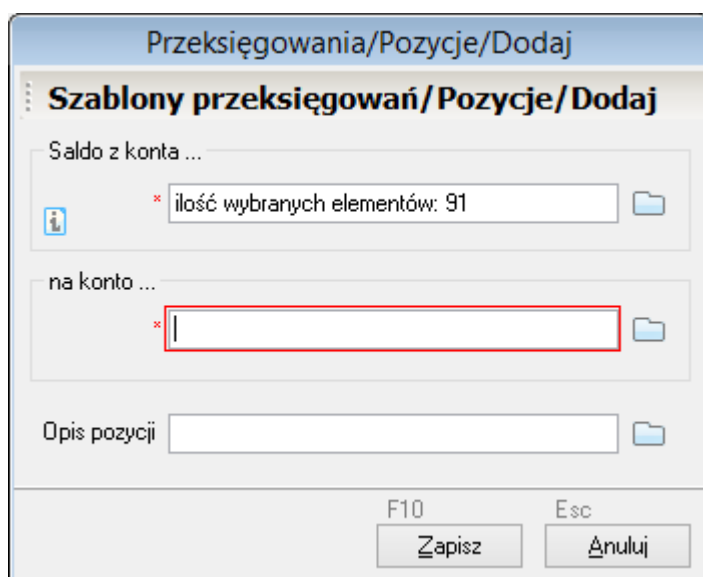 Przeksięgowania/Pozycje/Dodaj
Szablony przeksięgowań/Pozycje/Dodaj
Saldo z konta ...
* ilość wybranych elementów: 91
na konto ...
*
Opis pozycji
F10 Esc
Zapisz Anuluj